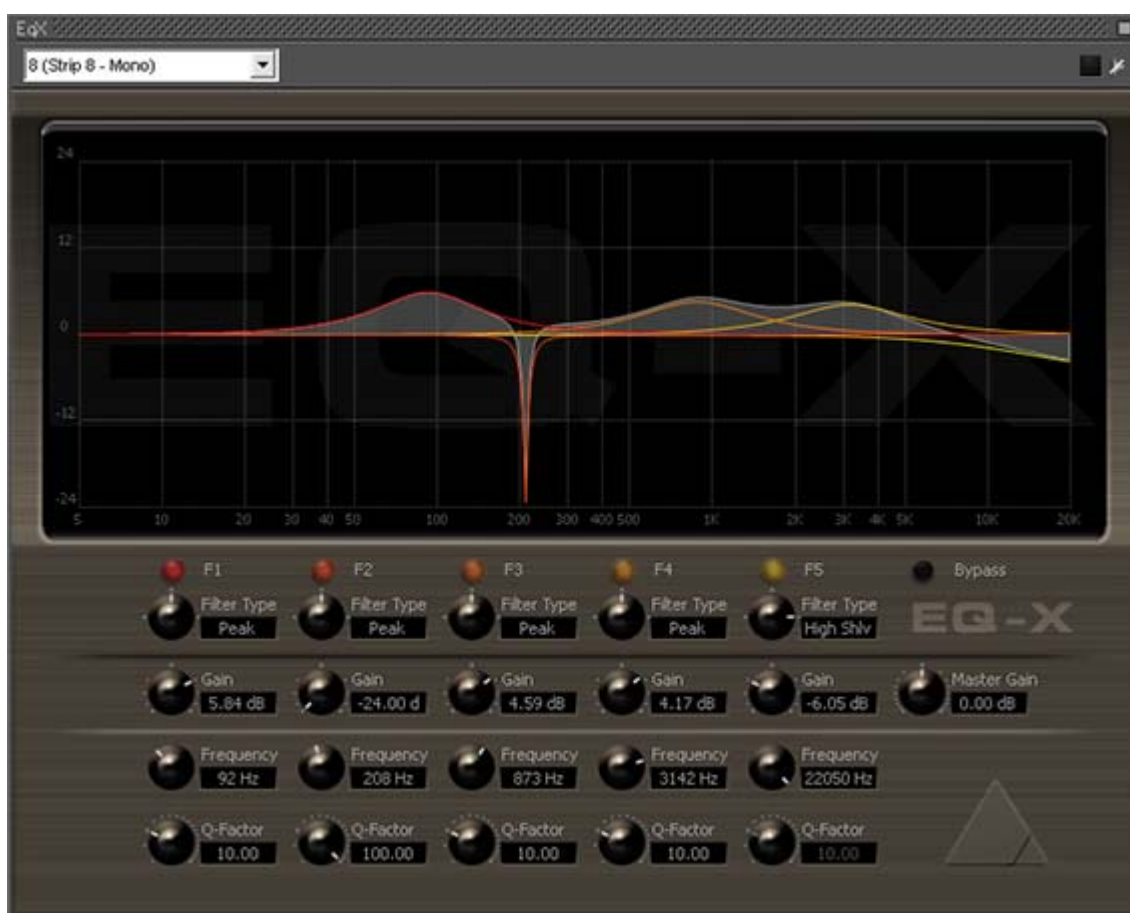 EqX
8 (Strip 8 - Mono)
EQ-X
24
12
0
-12
-24
5 10 20 30 40 50 100 200 300 400 500 1K 2K 3K 4K 5K 10K 20K
F1 F2 F3 F4 F5 Bypass
Filter Type Filter Type Filter Type Filter Type Filter Type
Peak Peak Peak Peak High Shlv
EQ-X
Gain Gain Gain Gain Gain Master Gain
5.84 dB -24.00 d 4.59 dB 4.17 dB -6.05 dB 0.00 dB
Frequency Frequency Frequency Frequency Frequency
92 Hz 208 Hz 873 Hz 3142 Hz 22050 Hz
Q-Factor Q-Factor Q-Factor Q-Factor Q-Factor
10.00 100.00 10.00 10.00 10.00